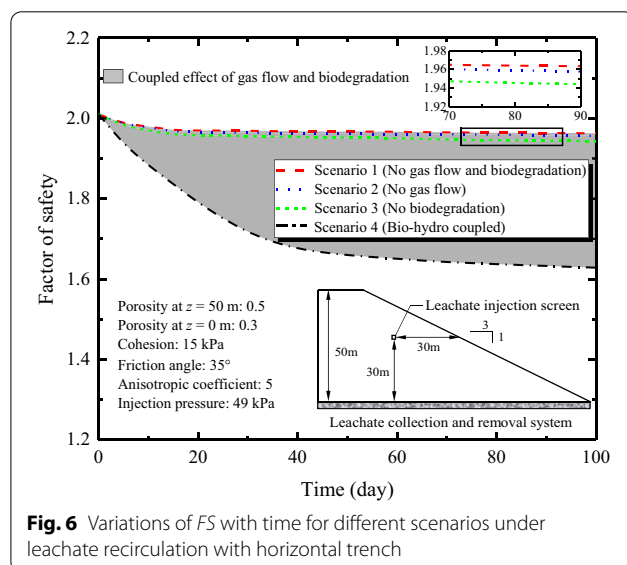 2.2
2.0
1.8
1.6
1.4
1.2
Factor of safety
Coupled effect of gas flow and biodegradation
1.98
1.96
1.94
1.92
70 80 90
Scenario 1 (No gas flow and biodegradation)
Scenario 2 (No gas flow)
Scenario 3 (No biodegradation)
Scenario 4 (Bio-hydro coupled)
Porosity at z = 50 m: 0.5
Porosity at z = 0 m: 0.3
Cohesion: 15 kPa
Friction angle: 35°
Anisotropic coefficient: 5
Injection pressure: 49 kPa
Leachate injection screen
3
1
50m
30m
30m
Leachate collection and removal system
0 20 40 60 80 100
Time (day)
Fig. 6 Variations of FS with time for different scenarios under
leachate recirculation with horizontal trench